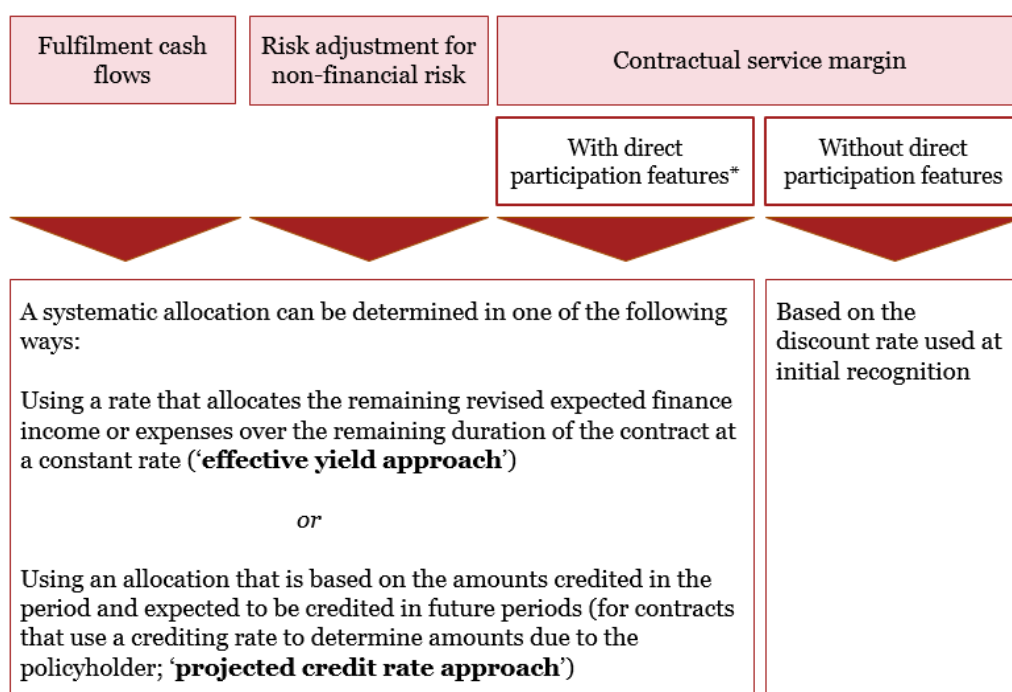 Fulfilment cash
flows
Risk adjustment for
non-financial risk
Contractual service margin
With direct
participation features*
Without direct
participation features
A systematic allocation can be determined in one of the following
ways:
Using a rate that allocates the remaining revised expected finance
income or expenses over the remaining duration of the contract at
a constant rate (‘effective yield approach’)
or
Using an allocation that is based on the amounts credited in the
period and expected to be credited in future periods (for contracts
that use a crediting rate to determine amounts due to the
policyholder; ‘projected credit rate approach’)
Based on the
discount rate used at
initial recognition